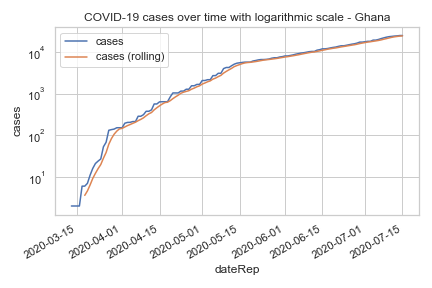 COVID-19 cases over time with logarithmic scale - Ghana
cases
cases (rolling)
10⁴
10³
10²
10¹
cases
2020-03-15
2020-04-01
2020-04-15
2020-05-01
2020-05-15
2020-06-01
2020-06-15
2020-07-01
2020-07-15
dateRep